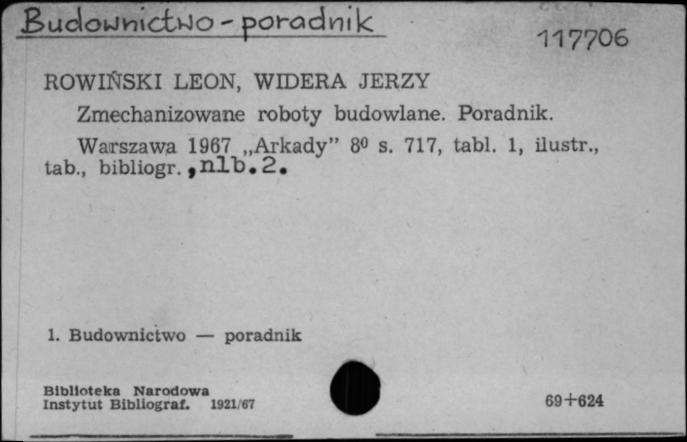 Budownictwo - poradnik
117706
ROWIŃSKI LEON, WIDERA JERZY
Zmechanizowane roboty budowlane. Poradnik.
Warszawa 1967 „Arkady” 8⁰ s. 717, tabl. 1, ilustr.,
tab., bibliogr. , nlb. 2.
1. Budownictwo — poradnik
Biblioteka Narodowa
Instytut Bibliograf. 1921/67
69+624